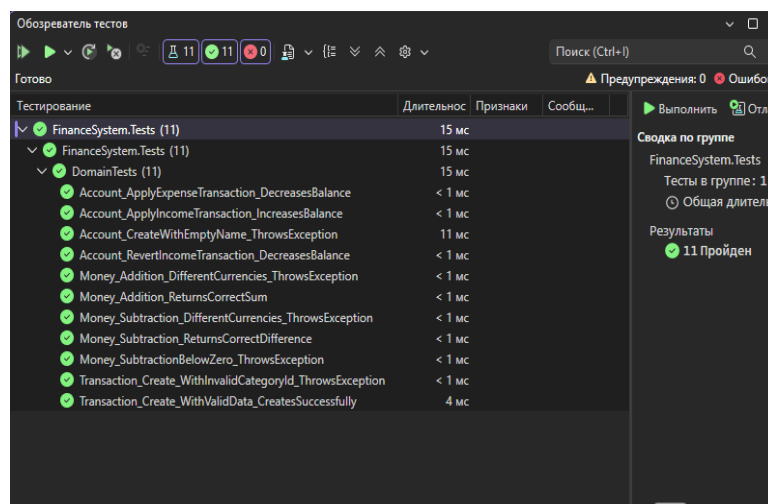 Обозреватель тестов
11 11 0 Поиск (Ctrl+I)
Готово Предупреждения: 0
Тестирование Длительнос Признаки Сообщ...
FinanceSystem.Tests (11) 15 мс
FinanceSystem.Tests (11) 15 мс
DomainTests (11) 15 мс
Account_ApplyExpenseTransaction_DecreasesBalance < 1 мс
Account_ApplyIncomeTransaction_IncreasesBalance < 1 мс
Account_CreateWithEmptyName_ThrowsException 11 мс
Account_RevertIncomeTransaction_DecreasesBalance < 1 мс
Money_Addition_DifferentCurrencies_ThrowsException < 1 мс
Money_Addition_ReturnsCorrectSum < 1 мс
Money_Subtraction_DifferentCurrencies_ThrowsException < 1 мс
Money_Subtraction_ReturnsCorrectDifference < 1 мс
Money_SubtractionBelowZero_ThrowsException < 1 мс
Transaction_Create_WithInvalidCategoryId_ThrowsException < 1 мс
Transaction_Create_WithValidData_CreatesSuccessfully 4 мс
Выполнить
Сводка по группе
FinanceSystem.Tests
Тесты в группе: 1
Общая длитель
Результаты
11 Пройден